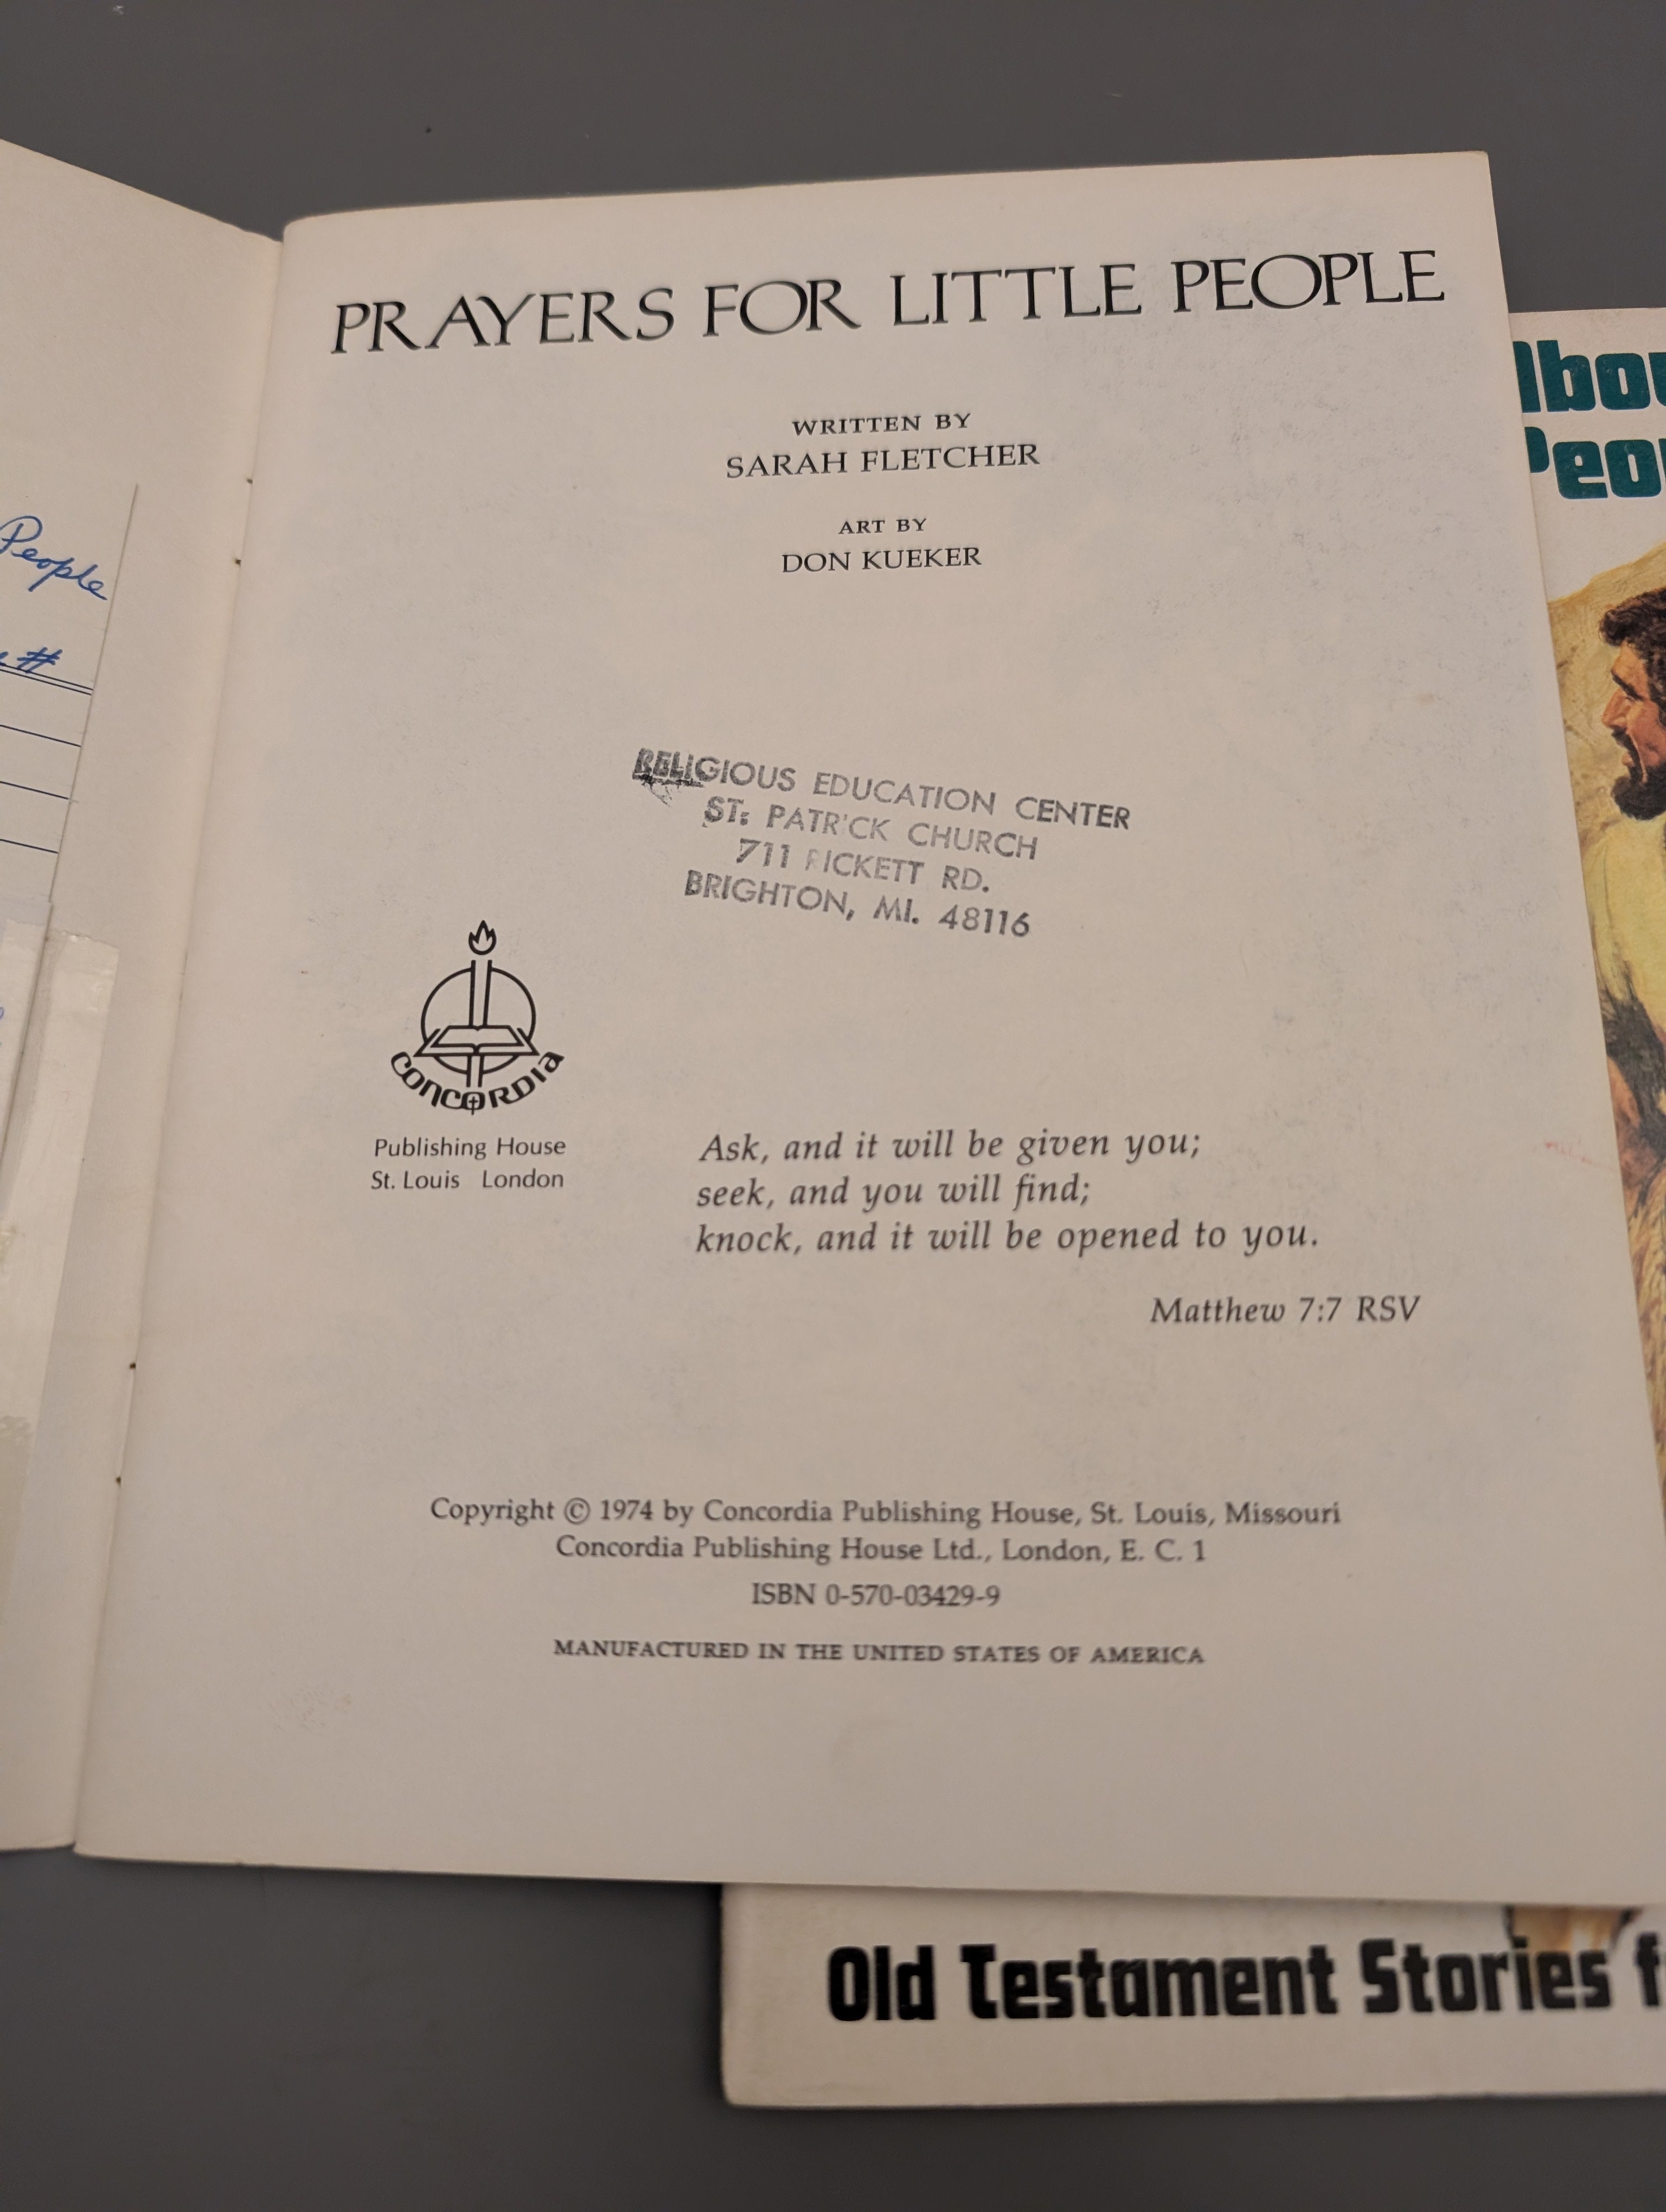 People
#
PRAYERS FOR LITTLE PEOPLE
WRITTEN BY
SARAH FLETCHER
ART BY
DON KUEKER
RELIGIOUS EDUCATION CENTER
ST. PATR'CK CHURCH
711 RICKETT RD.
BRIGHTON, MI. 48116
CONCORDIA
Publishing House
St. Louis London
Ask, and it will be given you;
seek, and you will find;
knock, and it will be opened to you.
Matthew 7:7 RSV
Copyright © 1974 by Concordia Publishing House, St. Louis, Missouri
Concordia Publishing House Ltd., London, E. C. 1
ISBN 0-570-03429-9
MANUFACTURED IN THE UNITED STATES OF AMERICA
Old Testament Stories f